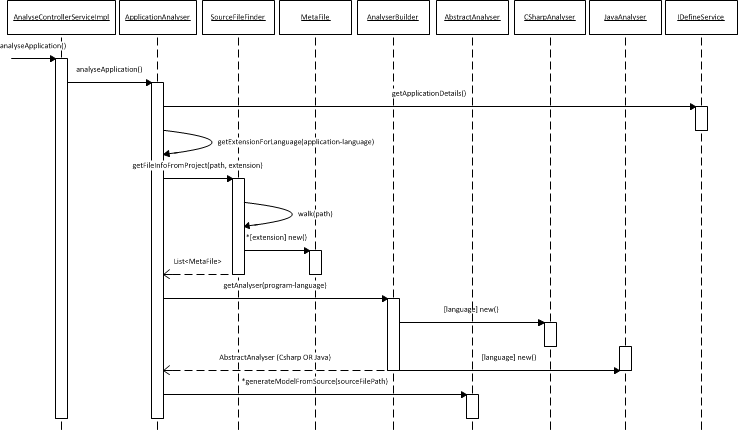 AnalyseControllerServiceImpl
ApplicationAnalyser
SourceFileFinder
MetaFile
AnalyserBuilder
AbstractAnalyser
CSharpAnalyser
JavaAnalyser
IDefineService
analyseApplication()
analyseApplication()
getApplicationDetails()
getExtensionForLanguage(application-language)
getFileInfoFromProject(path, extension)
walk(path)
*[extension] new()
List<MetaFile>
getAnalyser(program-language)
[language] new()
AbstractAnalyser (Csharp OR Java)
[language] new()
*generateModelFromSource(sourceFilePath)